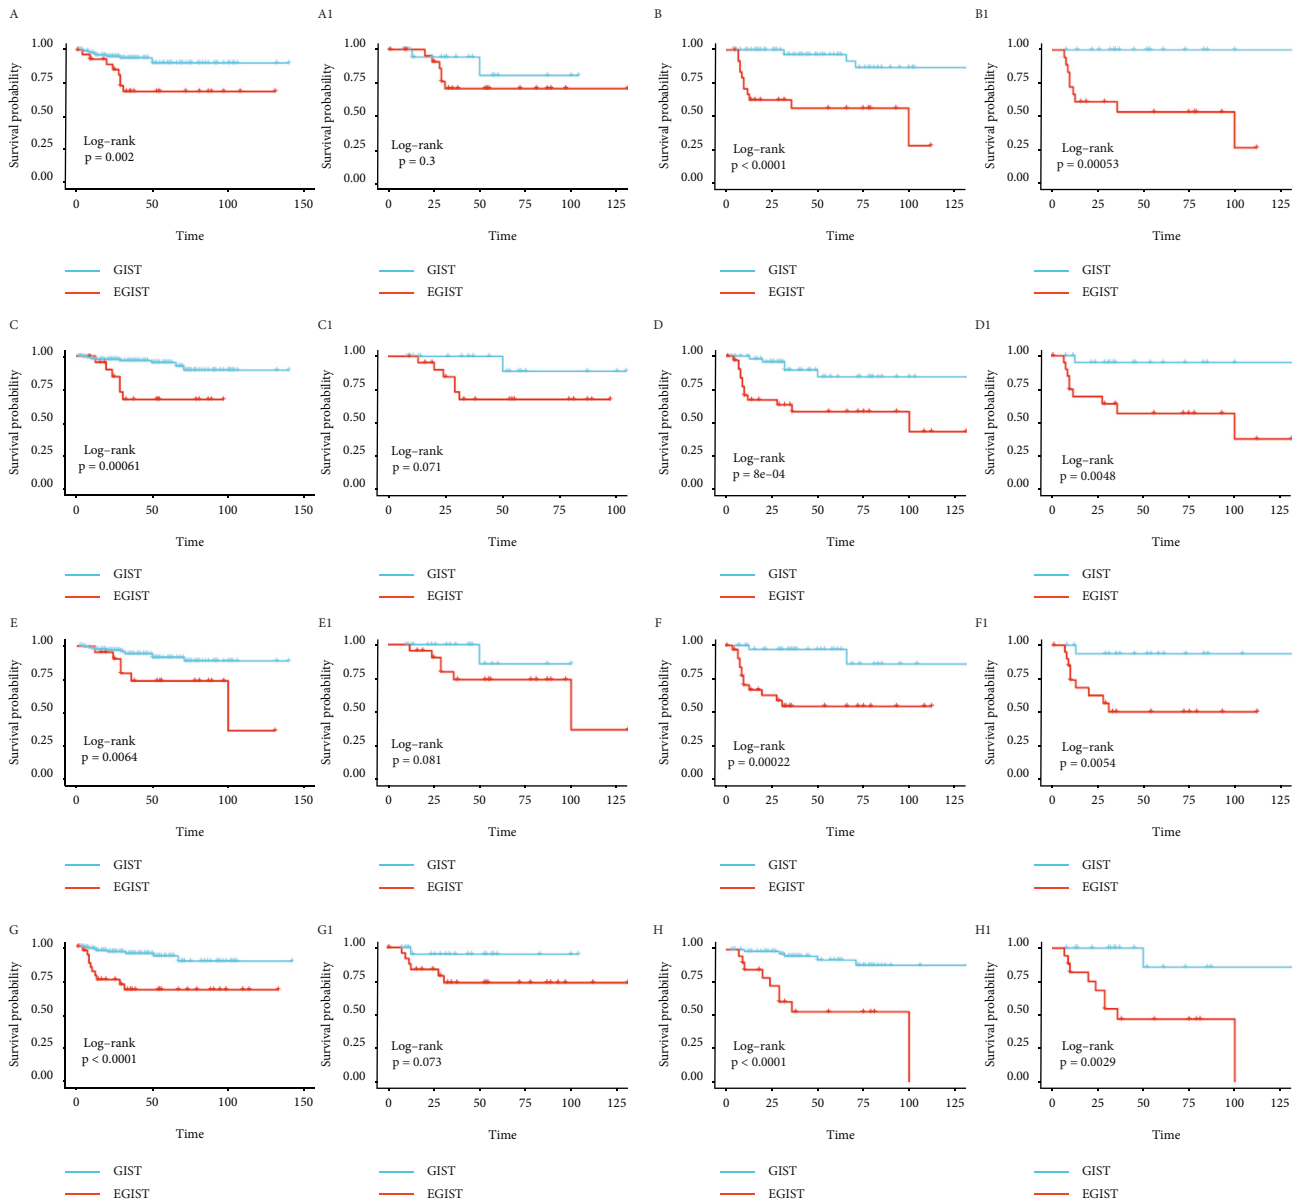 A
Survival probability
1.00
0.75
0.50
0.25
0.00
Log–rank
p = 0.002
0 50 100 150
Time
GIST
EGIST
A1
Survival probability
1.00
0.75
0.50
0.25
0.00
Log–rank
p = 0.3
0 25 50 75 100 125
Time
GIST
EGIST
B
Survival probability
1.00
0.75
0.50
0.25
0.00
Log–rank
p < 0.0001
0 25 50 75 100 125
Time
GIST
EGIST
B1
Survival probability
1.00
0.75
0.50
0.25
0.00
Log–rank
p = 0.00053
0 25 50 75 100 125
Time
GIST
EGIST
C
Survival probability
1.00
0.75
0.50
0.25
0.00
Log–rank
p = 0.00061
0 50 100 150
Time
GIST
EGIST
C1
Survival probability
1.00
0.75
0.50
0.25
0.00
Log–rank
p = 0.071
0 25 50 75 100
Time
GIST
EGIST
D
Survival probability
1.00
0.75
0.50
0.25
0.00
Log–rank
p = 8e–04
0 25 50 75 100 125
Time
GIST
EGIST
D1
Survival probability
1.00
0.75
0.50
0.25
0.00
Log–rank
p = 0.0048
0 25 50 75 100 125
Time
GIST
EGIST
E
Survival probability
1.00
0.75
0.50
0.25
0.00
Log–rank
p = 0.0064
0 50 100 150
Time
GIST
EGIST
E1
Survival probability
1.00
0.75
0.50
0.25
0.00
Log–rank
p = 0.081
0 25 50 75 100 125
Time
GIST
EGIST
F
Survival probability
1.00
0.75
0.50
0.25
0.00
Log–rank
p = 0.00022
0 25 50 75 100 125
Time
GIST
EGIST
F1
Survival probability
1.00
0.75
0.50
0.25
0.00
Log–rank
p = 0.0054
0 25 50 75 100 125
Time
GIST
EGIST
G
Survival probability
1.00
0.75
0.50
0.25
0.00
Log–rank
p < 0.0001
0 50 100 150
Time
GIST
EGIST
G1
Survival probability
1.00
0.75
0.50
0.25
0.00
Log–rank
p = 0.073
0 25 50 75 100 125
Time
GIST
EGIST
H
Survival probability
1.00
0.75
0.50
0.25
0.00
Log–rank
p < 0.0001
0 25 50 75 100 125
Time
GIST
EGIST
H1
Survival probability
1.00
0.75
0.50
0.25
0.00
Log–rank
p = 0.0029
0 25 50 75 100 125
Time
GIST
EGIST